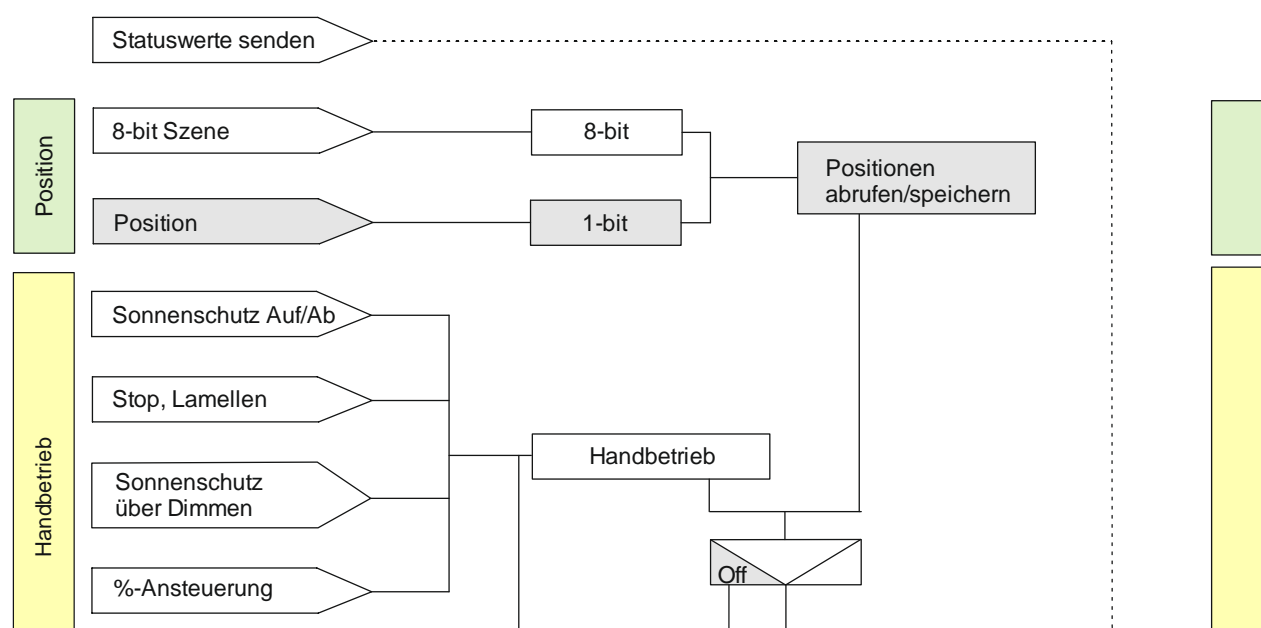 Statuswerte senden
Position
8-bit Szene
8-bit
Positionen
abrufen/speichern
Position
1-bit
Handbetrieb
Sonnenschutz Auf/Ab
Stop, Lamellen
Handbetrieb
Sonnenschutz
über Dimmen
Off
%-Ansteuerung